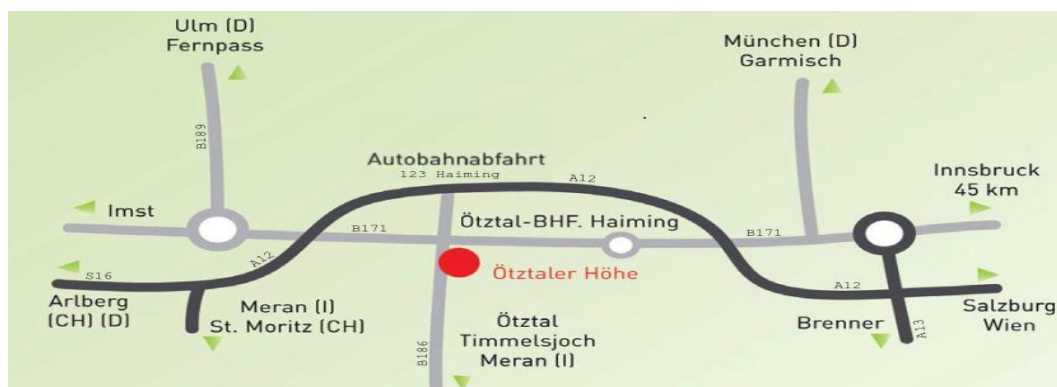 Ulm (D)
Fernpass
München (D)
Garmisch
B189
Autobahnabfahrt
123 Haiming
A12
Innsbruck
45 km
Imst
Ötztal-BHF. Haiming
B171
B171
A12
Ötztaler Höhe
S16
A12
Arlberg
(CH) (D)
Meran (I)
St. Moritz (CH)
Ötztal
Timmelsjoch
Meran (I)
B186
Brenner
A13
Salzburg
Wien